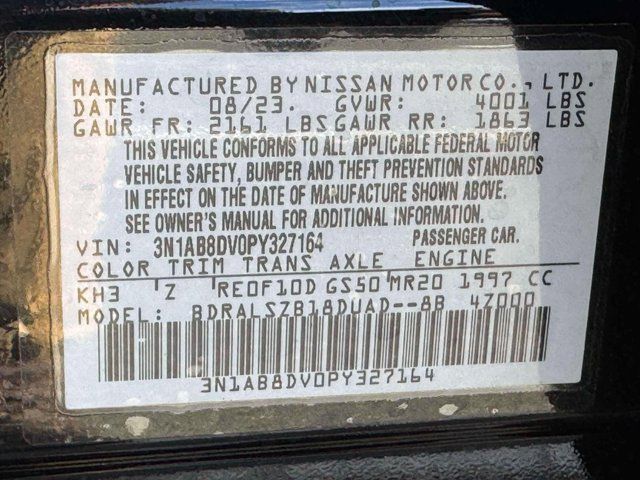 MANUFACTURED BY NISSAN MOTOR CO., LTD.
DATE: 08/23. GVWR: 4001 LBS
GAWR FR: 2161 LBS GAWR RR: 1863 LBS
THIS VEHICLE CONFORMS TO ALL APPLICABLE FEDERAL MOTOR
VEHICLE SAFETY, BUMPER AND THEFT PREVENTION STANDARDS
IN EFFECT ON THE DATE OF MANUFACTURE SHOWN ABOVE.
SEE OWNER'S MANUAL FOR ADDITIONAL INFORMATION
VIN: 3N1AB8DV0PY327164 PASSENGER CAR.
COLOR TRIM TRANS AXLE ENGINE
KH3 Z RE0F10D GS50 MR20 1997 CC
MODEL: BDRALSZB18DUAD--8B 4Z000
3N1AB8DV0PY327164